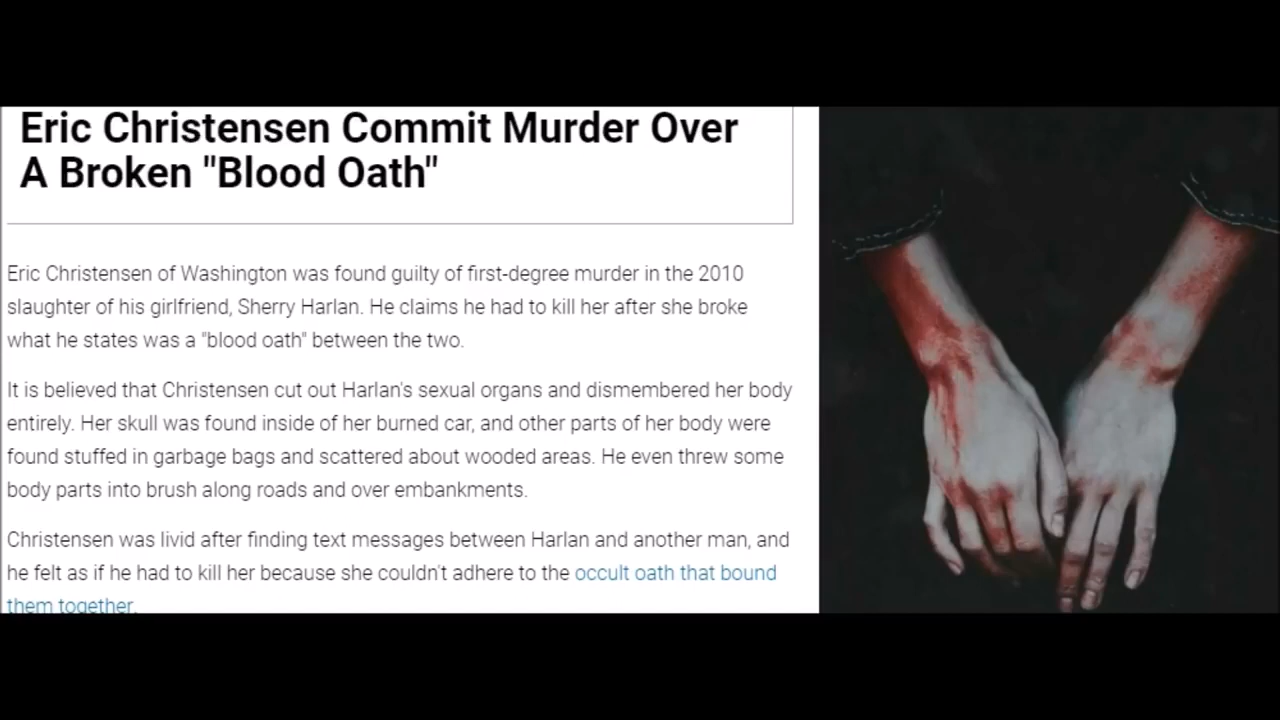 Eric Christensen Commit Murder Over
A Broken "Blood Oath"
Eric Christensen of Washington was found guilty of first-degree murder in the 2010
slaughter of his girlfriend, Sherry Harlan. He claims he had to kill her after she broke
what he states was a "blood oath" between the two.
It is believed that Christensen cut out Harlan's sexual organs and dismembered her body
entirely. Her skull was found inside of her burned car, and other parts of her body were
found stuffed in garbage bags and scattered about wooded areas. He even threw some
body parts into brush along roads and over embankments.
Christensen was livid after finding text messages between Harlan and another man, and
he felt as if he had to kill her because she couldn't adhere to the occult oath that bound
them together.